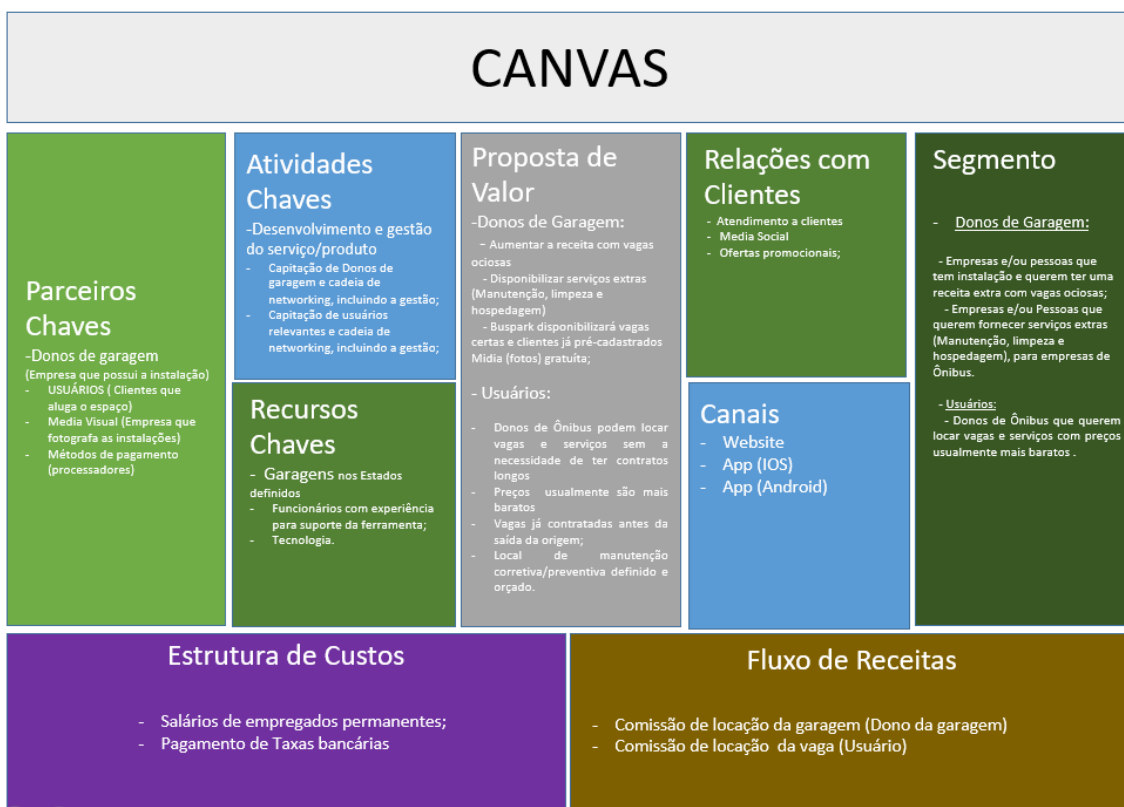 CANVAS
Parceiros
Chaves
-Donos de garagem
(Empresa que possui a instalação)
- USUÁRIOS ( Clientes que
aluga o espaço)
- Media Visual (Empresa que
fotografa as instalações)
- Métodos de pagamento
(processadores)
Atividades
Chaves
-Desenvolvimento e gestão
do serviço/produto
- Capitação de Donos de
garagem e cadeia de
networking, incluindo a gestão;
- Capitação de usuários
relevantes e cadeia de
networking, incluindo a gestão;
Recursos
Chaves
- Garagens nos Estados
definidos
- Funcionários com experiência
para suporte da ferramenta;
- Tecnologia.
Proposta de
Valor
-Donos de Garagem:
- Aumentar a receita com vagas
ociosas
- Disponibilizar serviços extras
(Manutenção, limpeza e
hospedagem)
- Buspark disponibilizará vagas
certas e clientes já pré-cadastrados
Midia (fotos) gratuíta;
- Usuários:
- Donos de Ônibus podem locar
vagas e serviços sem a
necessidade de ter contratos
longos
- Preços usualmente são mais
baratos
- Vagas já contratadas antes da
saída da origem;
- Local de manutenção
corretiva/preventiva definido e
orçado.
Relações com
Clientes
- Atendimento a clientes
- Media Social
- Ofertas promocionais;
Canais
- Website
- App (IOS)
- App (Android)
Segmento
- Donos de Garagem:
- Empresas e/ou pessoas que
tem instalação e querem ter uma
receita extra com vagas ociosas;
- Empresas e/ou Pessoas que
querem fornecer serviços extras
(Manutenção, limpeza e
hospedagem), para empresas de
Ônibus.
- Usuários:
- Donos de Ônibus que querem
locar vagas e serviços com preços
usualmente mais baratos .
Estrutura de Custos
- Salários de empregados permanentes;
- Pagamento de Taxas bancárias
Fluxo de Receitas
- Comissão de locação da garagem (Dono da garagem)
- Comissão de locação da vaga (Usuário)